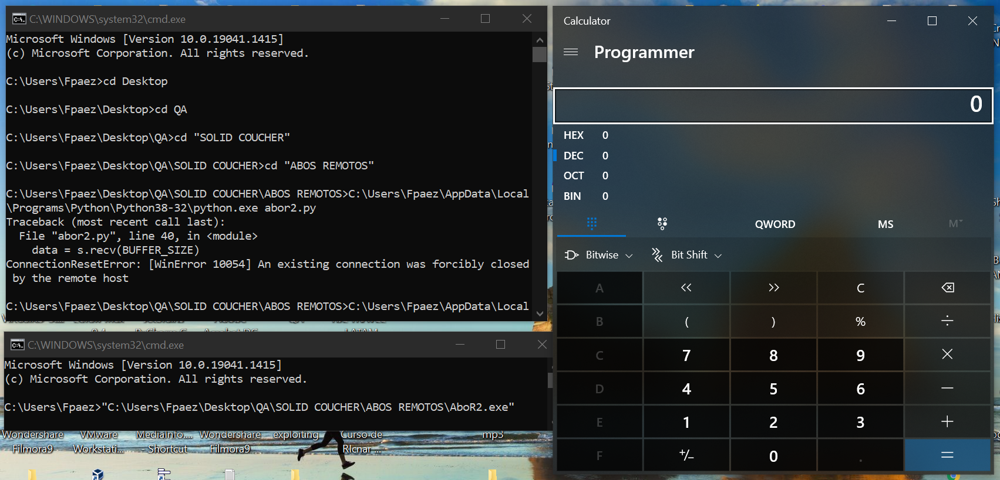 C:\WINDOWS\system32\cmd.exe
Microsoft Windows [Version 10.0.19041.1415]
(c) Microsoft Corporation. All rights reserved.
C:\Users\Fpaez>cd Desktop
C:\Users\Fpaez\Desktop>cd QA
C:\Users\Fpaez\Desktop\QA>cd "SOLID COUCHER"
C:\Users\Fpaez\Desktop\QA\SOLID COUCHER>cd "ABOS REMOTOS"
C:\Users\Fpaez\Desktop\QA\SOLID COUCHER\ABOS REMOTOS>C:\Users\Fpaez\AppData\Local
\Programs\Python\Python38-32\python.exe abor2.py
Traceback (most recent call last):
File "abor2.py", line 40, in <module>
data = s.recv(BUFFER_SIZE)
ConnectionResetError: [WinError 10054] An existing connection was forcibly closed
by the remote host
C:\Users\Fpaez\Desktop\QA\SOLID COUCHER\ABOS REMOTOS>C:\Users\Fpaez\AppData\Local
C:\WINDOWS\system32\cmd.exe
Microsoft Windows [Version 10.0.19041.1415]
(c) Microsoft Corporation. All rights reserved.
C:\Users\Fpaez>"C:\Users\Fpaez\Desktop\QA\SOLID COUCHER\ABOS REMOTOS\AboR2.exe"
Wondershare
Filmora9
VMware
Workstati...
MediaInfo....
- Shortcut
Wondershare
Filmora9
exploiting
Curso de
RIcnar ...
mp3
Calculator
Programmer
0
HEX 0
DEC 0
OCT 0
BIN 0
QWORD MS M
Bitwise Bit Shift
A << >> C
B ( ) % ÷
C 7 8 9 ×
D 4 5 6 −
E 1 2 3 +
F +/− 0 . =